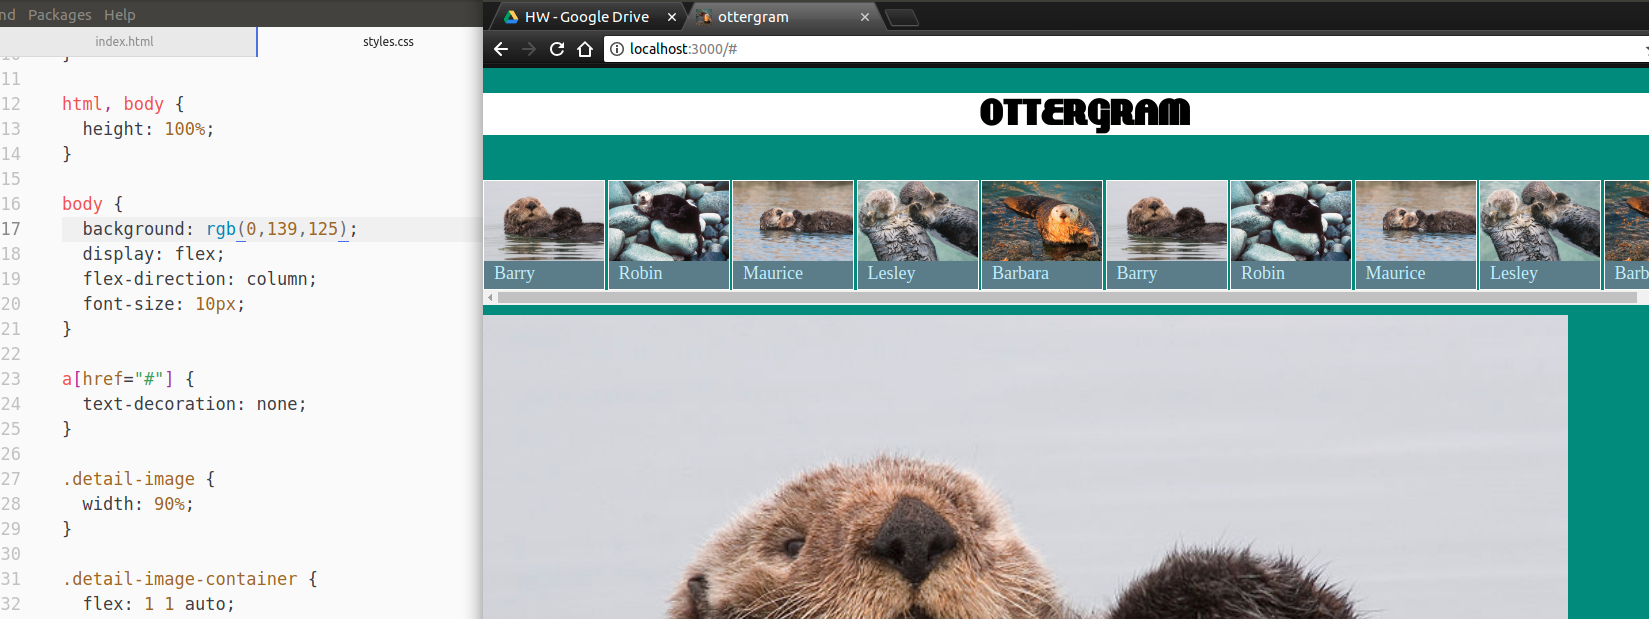 nd Packages Help
index.html
styles.css
10 }
11
12 html, body {
13 height: 100%;
14 }
15
16 body {
17 background: rgb(0,139,125);
18 display: flex;
19 flex-direction: column;
20 font-size: 10px;
21 }
22
23 a[href="#"] {
24 text-decoration: none;
25 }
26
27 .detail-image {
28 width: 90%;
29 }
30
31 .detail-image-container {
32 flex: 1 1 auto;
HW - Google Drive
ottergram
localhost:3000/#
OTTERGRAM
Barry Robin Maurice Lesley Barbara Barry Robin Maurice Lesley Barb